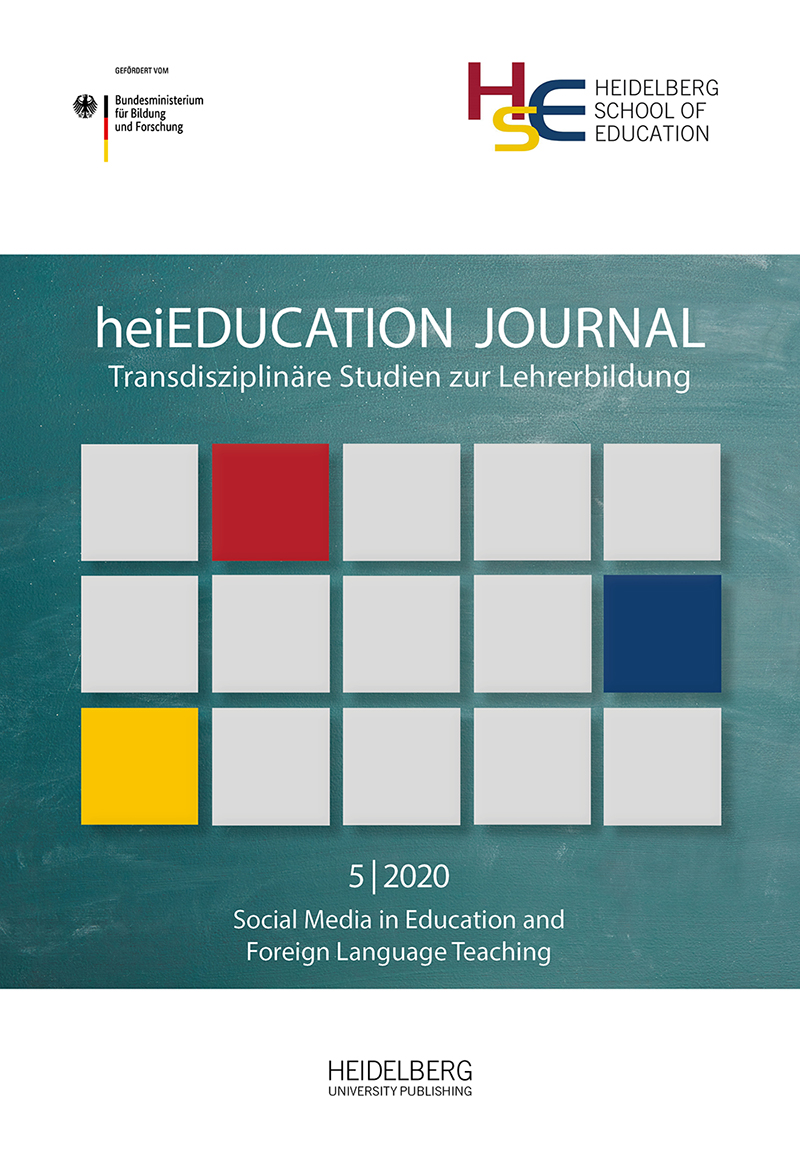 GEFÖRDERT VOM
Bundesministerium
für Bildung
und Forschung
HSE
HEIDELBERG
SCHOOL OF
EDUCATION
heiEDUCATION JOURNAL
Transdisziplinäre Studien zur Lehrerbildung
5|2020
Social Media in Education and
Foreign Language Teaching
HEIDELBERG
UNIVERSITY PUBLISHING